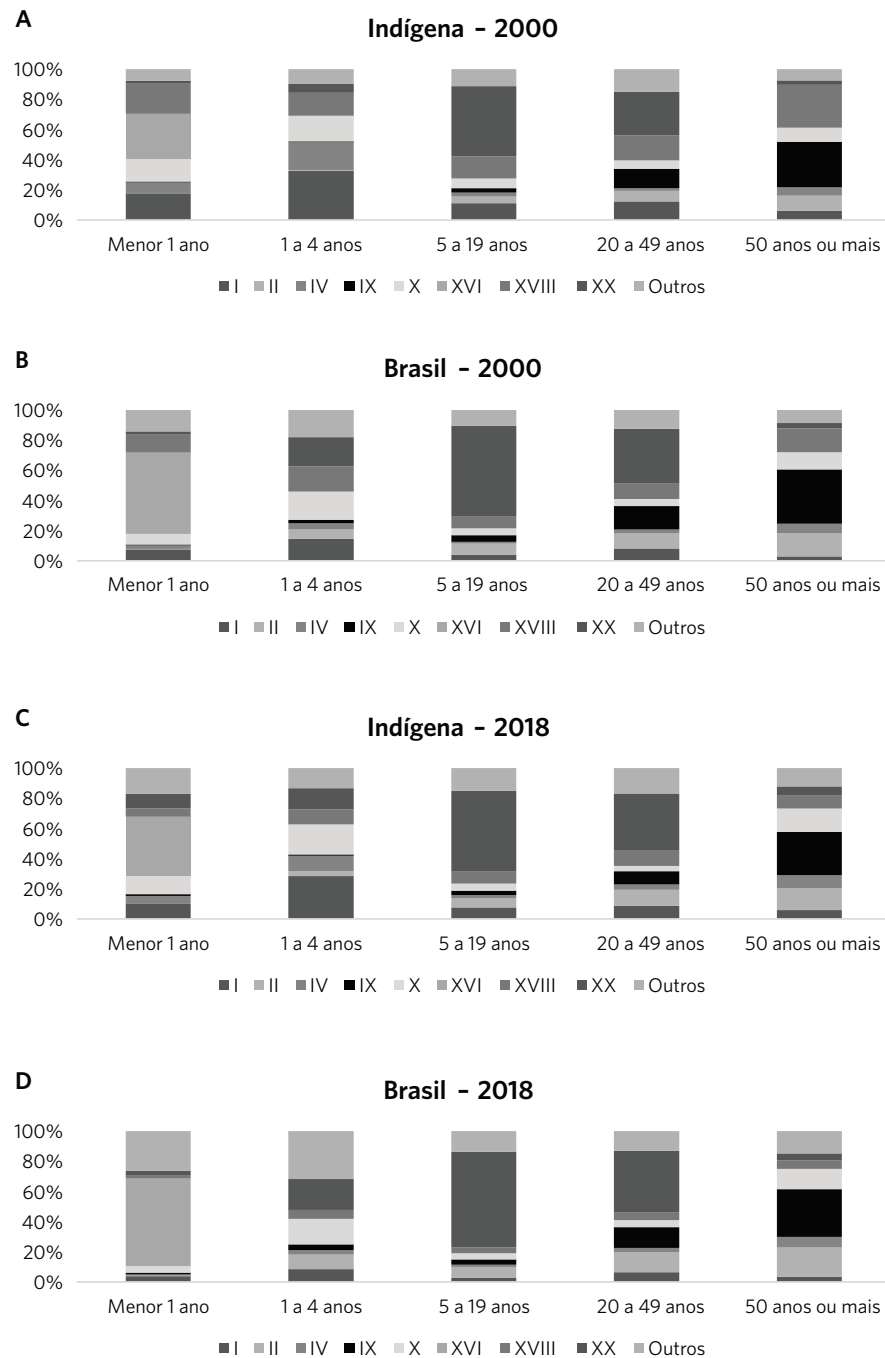 A
Indígena – 2000
100%
80%
60%
40%
20%
0%
Menor 1 ano 1 a 4 anos 5 a 19 anos 20 a 49 anos 50 anos ou mais
I II IV IX X XVI XVIII XX Outros
B
Brasil – 2000
100%
80%
60%
40%
20%
0%
Menor 1 ano 1 a 4 anos 5 a 19 anos 20 a 49 anos 50 anos ou mais
I II IV IX X XVI XVIII XX Outros
C
Indígena – 2018
100%
80%
60%
40%
20%
0%
Menor 1 ano 1 a 4 anos 5 a 19 anos 20 a 49 anos 50 anos ou mais
I II IV IX X XVI XVIII XX Outros
D
Brasil – 2018
100%
80%
60%
40%
20%
0%
Menor 1 ano 1 a 4 anos 5 a 19 anos 20 a 49 anos 50 anos ou mais
I II IV IX X XVI XVIII XX Outros